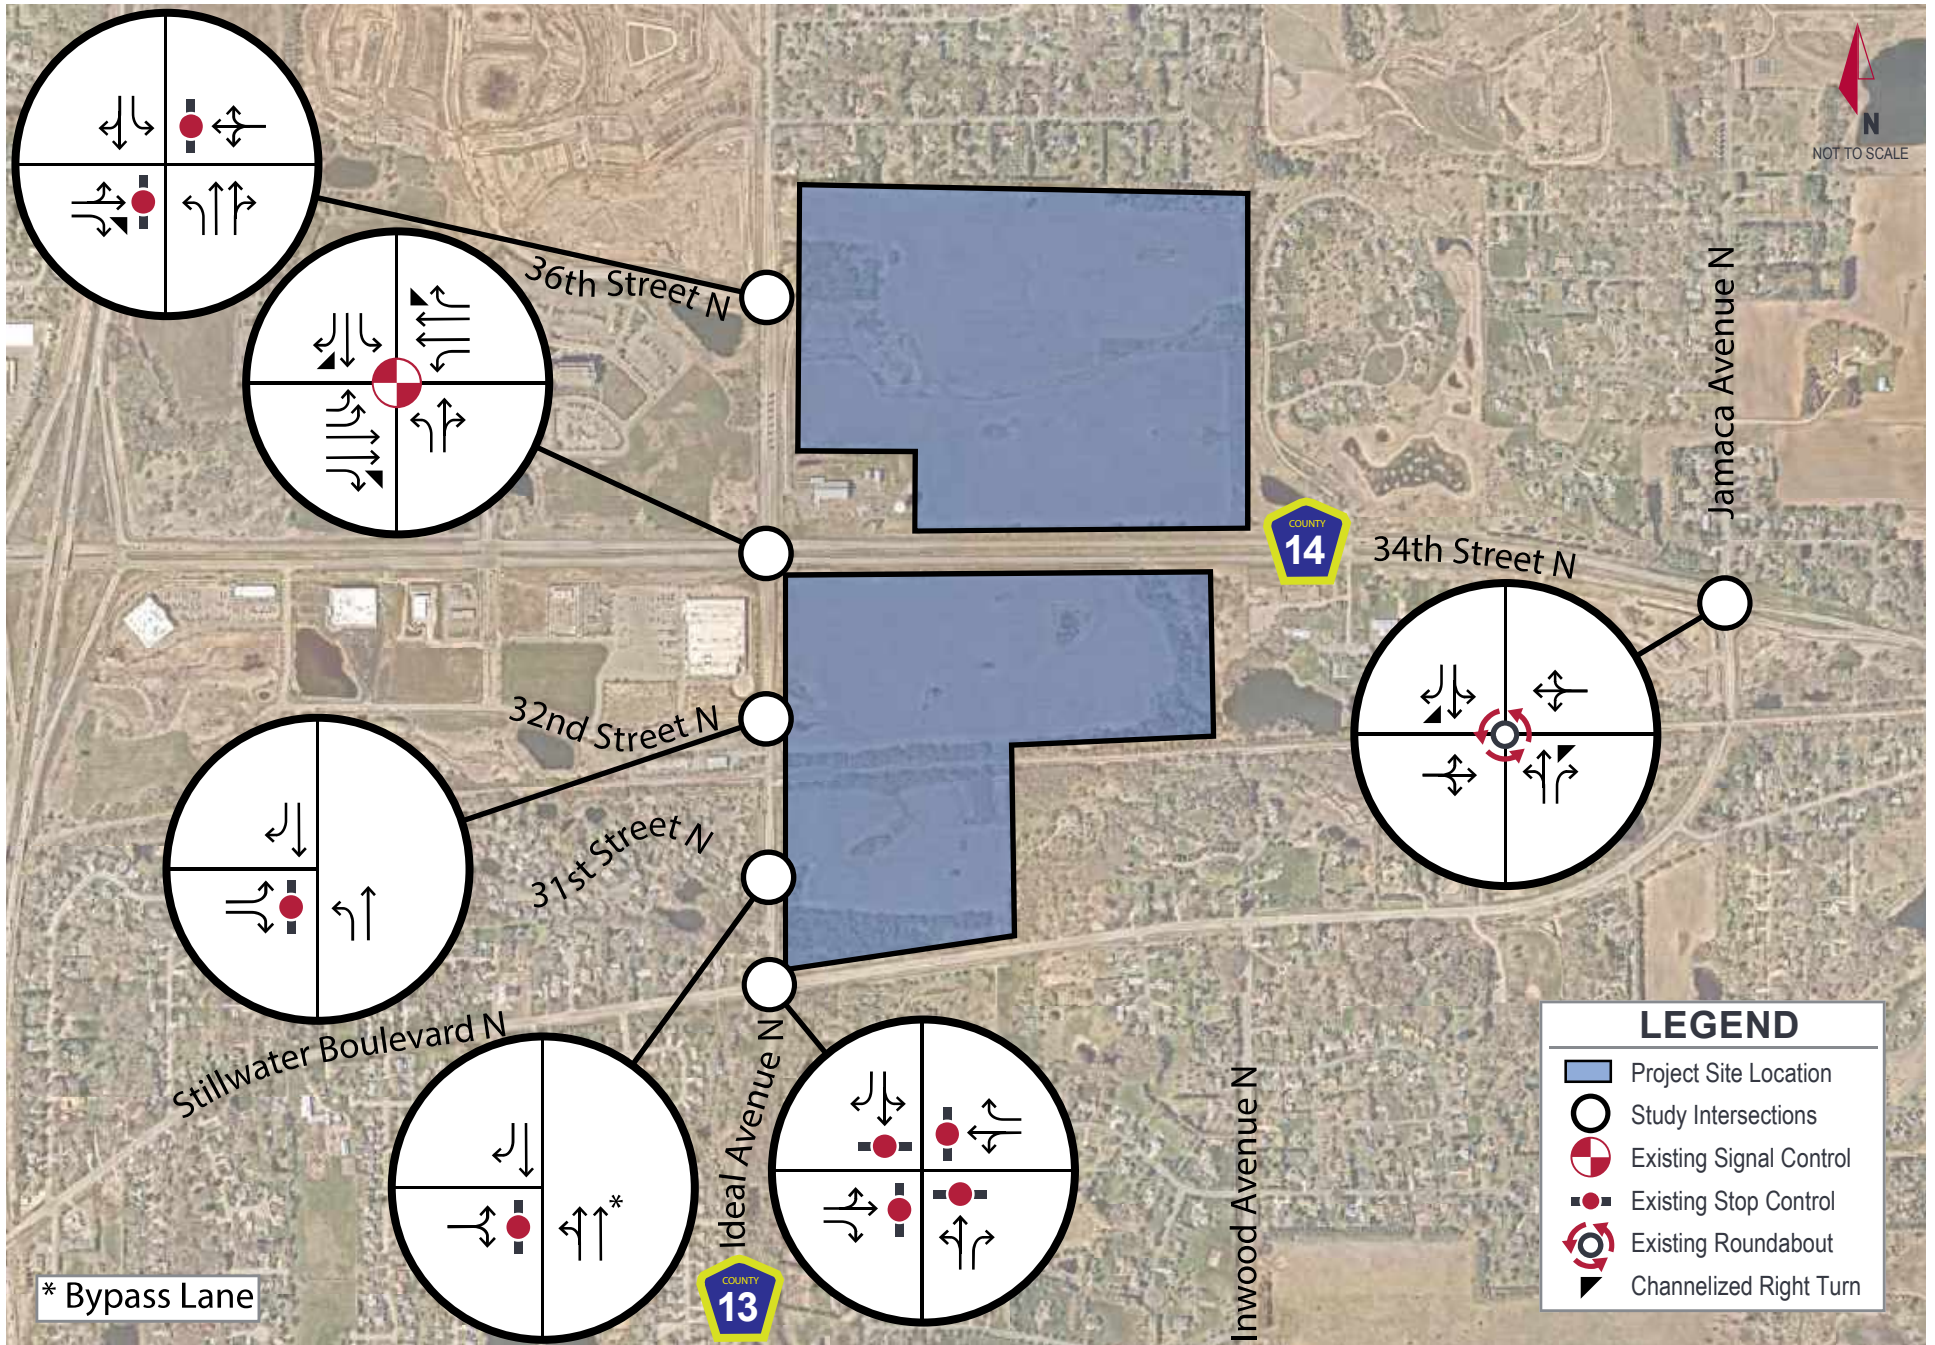 N
NOT TO SCALE
36th Street N
Jamaica Avenue N
COUNTY
14
34th Street N
32nd Street N
31st Street N
Stillwater Boulevard N
Ideal Avenue N
Inwood Avenue N
COUNTY
13
*
* Bypass Lane
LEGEND
Project Site Location
Study Intersections
Existing Signal Control
Existing Stop Control
Existing Roundabout
Channelized Right Turn